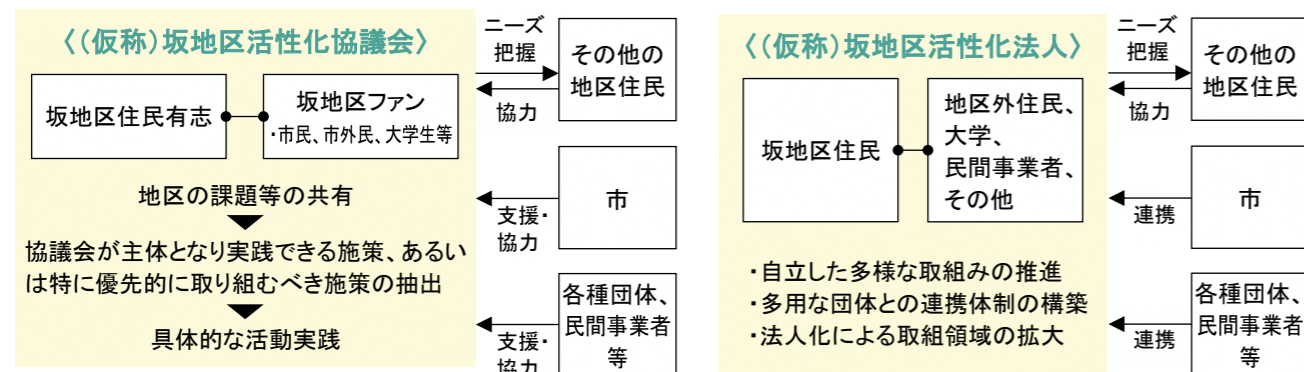 〈(仮称)坂地区活性化協議会〉
坂地区住民有志
坂地区ファン
・市民、市外民、大学生等
地区の課題等の共有
協議会が主体となり実践できる施策、あるい
は特に優先的に取り組むべき施策の抽出
具体的な活動実践
ニーズ
把握
協力
その他の
地区住民
支援・
協力
市
支援・
協力
各種団体、
民間事業者
等
〈(仮称)坂地区活性化法人〉
坂地区住民
地区外住民、
大学、
民間事業者、
その他
・自立した多様な取組みの推進
・多用な団体との連携体制の構築
・法人化による取組領域の拡大
ニーズ
把握
協力
その他の
地区住民
連携
市
連携
各種団体、
民間事業者
等